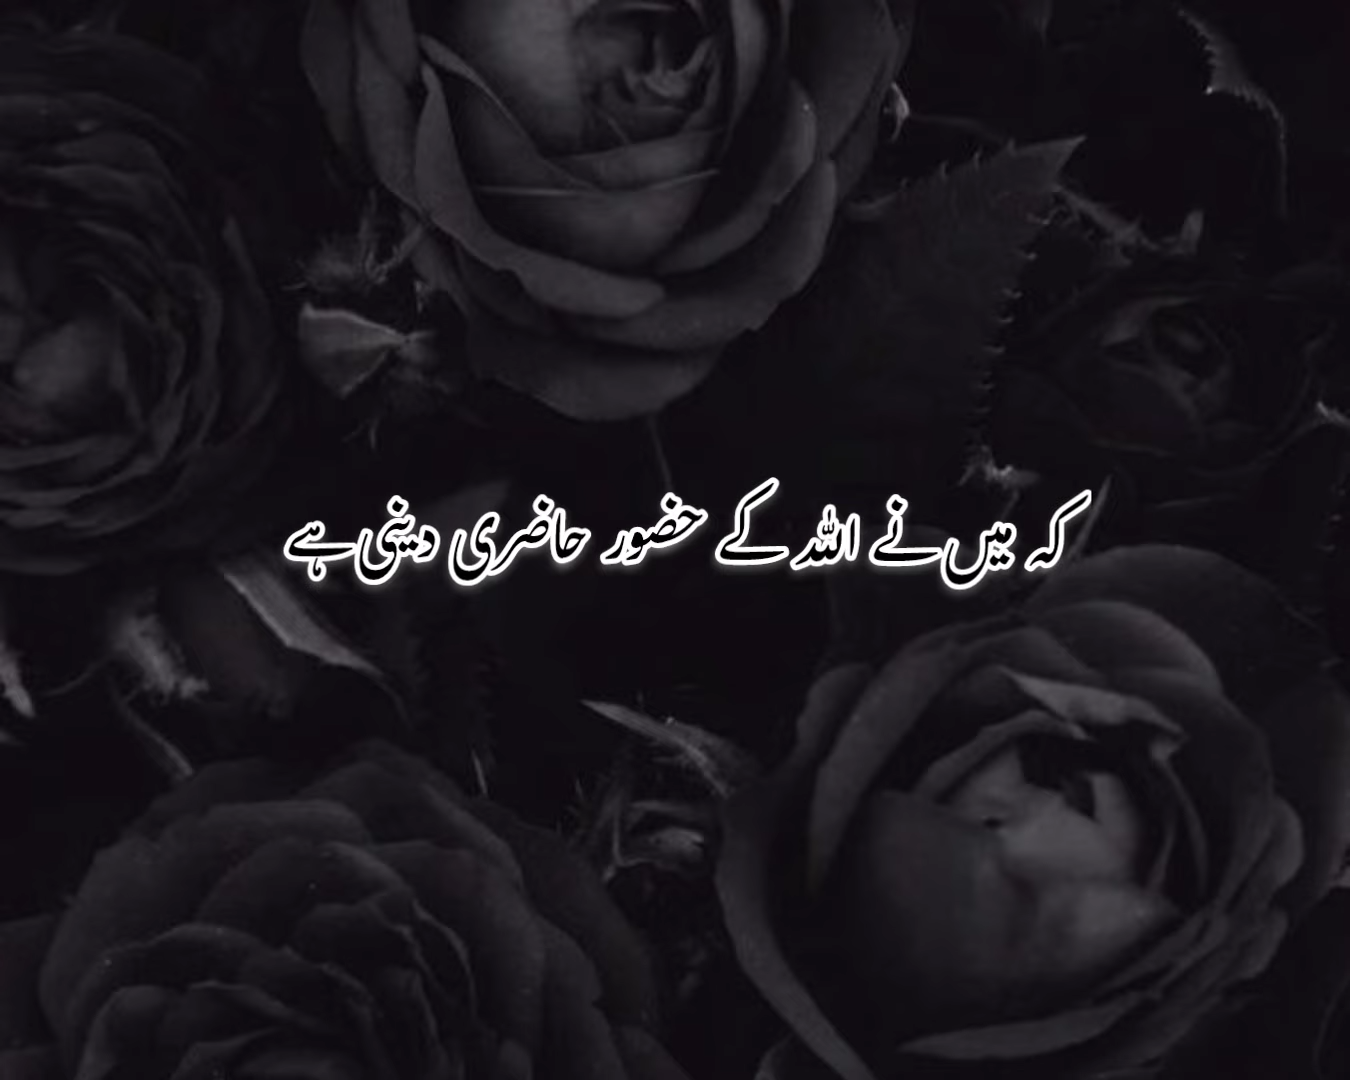 کہ میں نے اللہ کے حضور حاضری دینی ہے